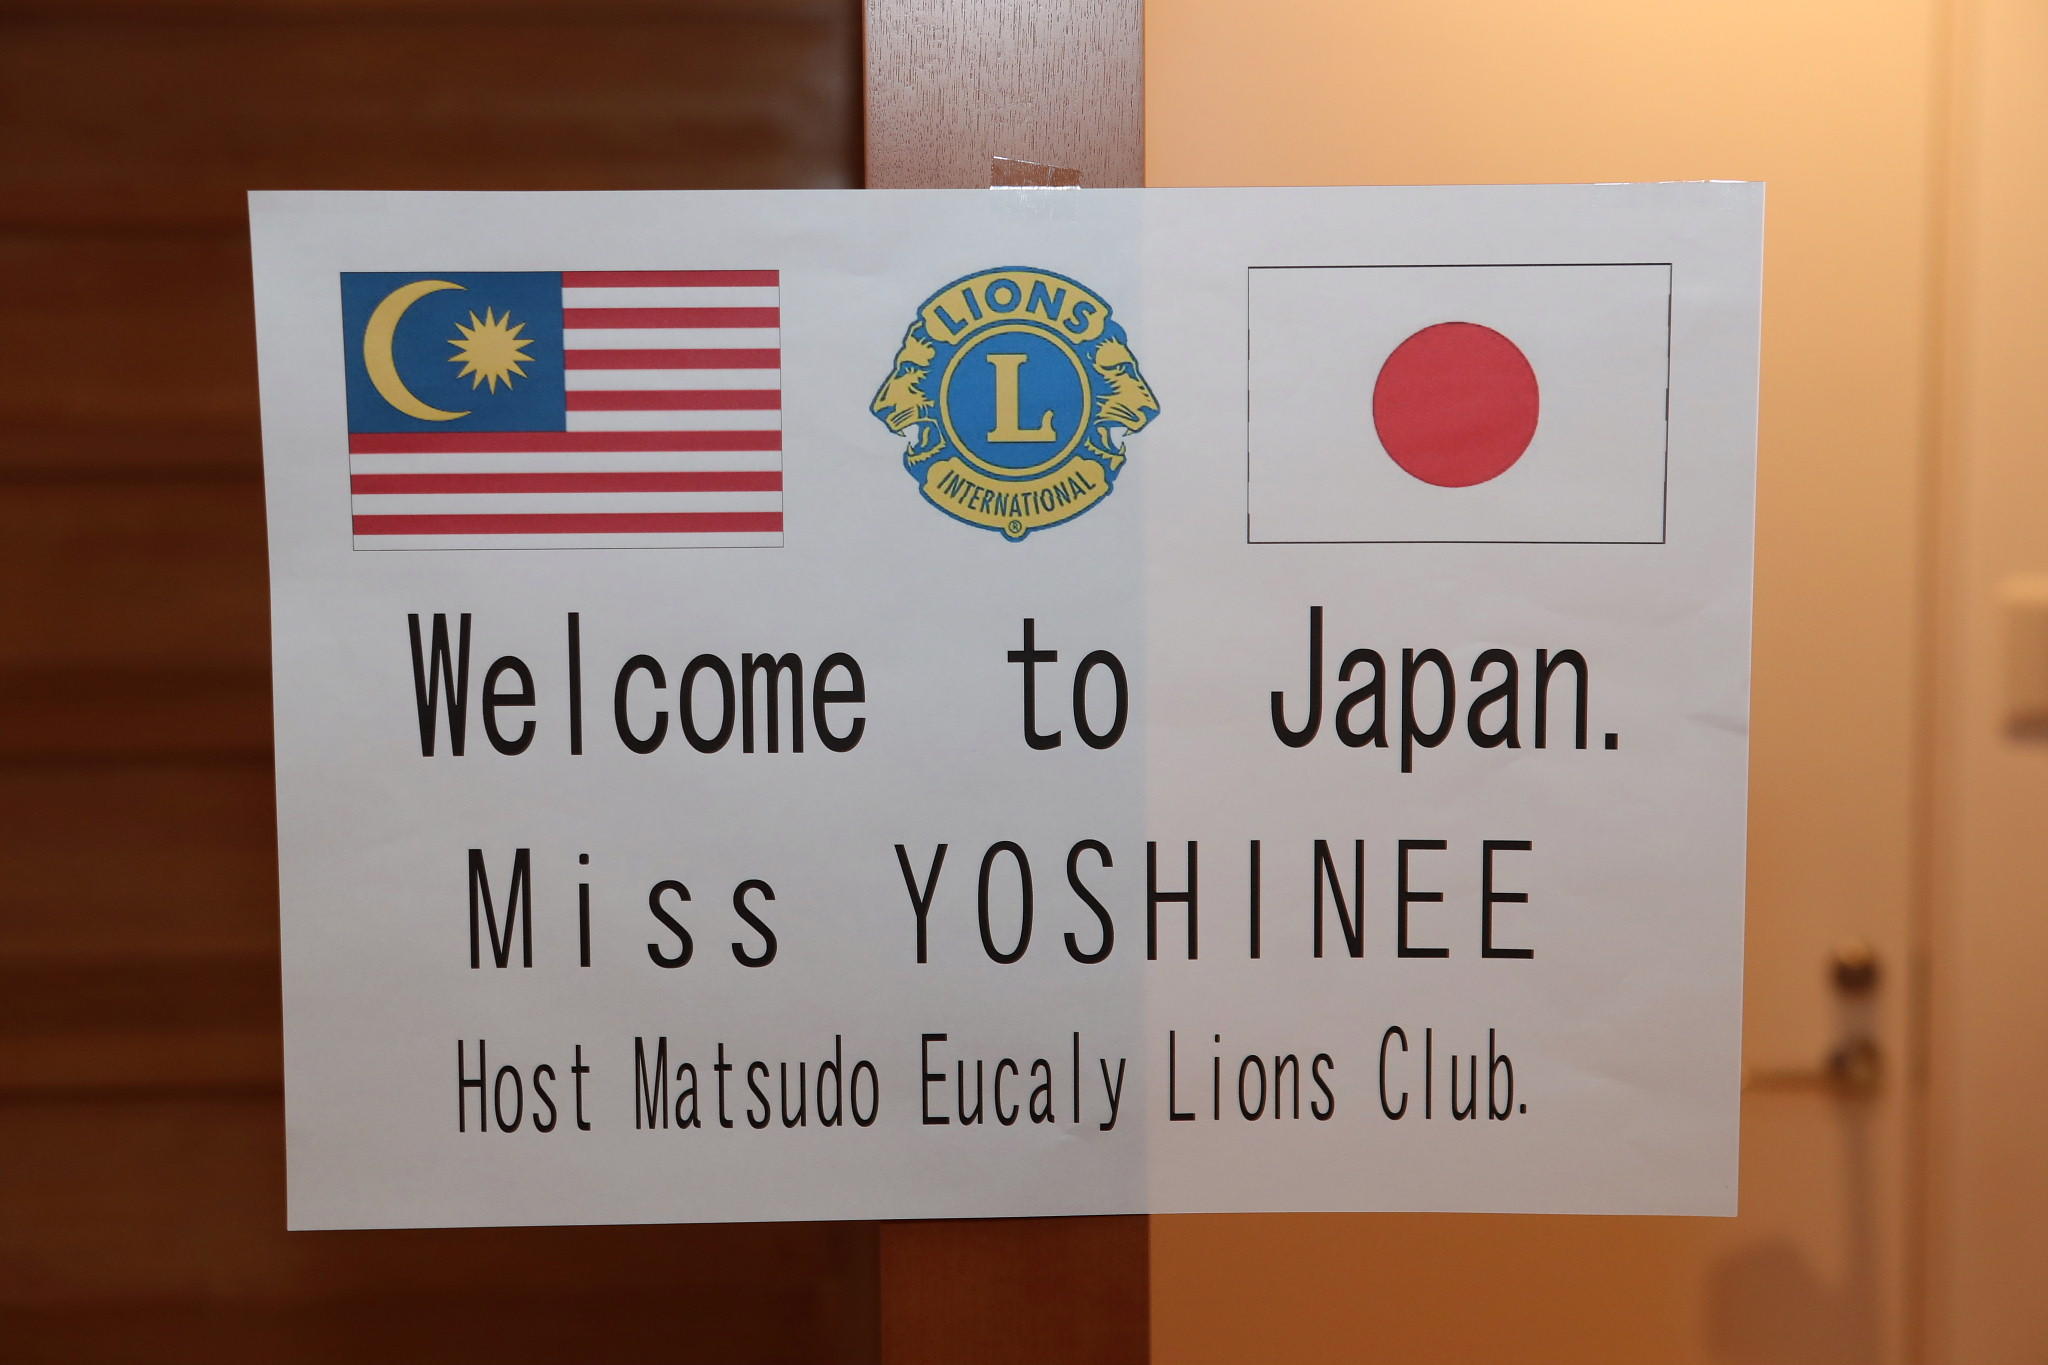 LIONS
L
INTERNATIONAL
®
Welcome to Japan.
Miss YOSHINEE
Host Matsudo Eucaly Lions Club.